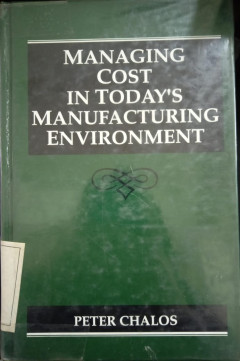 MANAGING
COST
IN TODAY'S
MANUFACTURING
ENVIRONMENT
PETER CHALOS